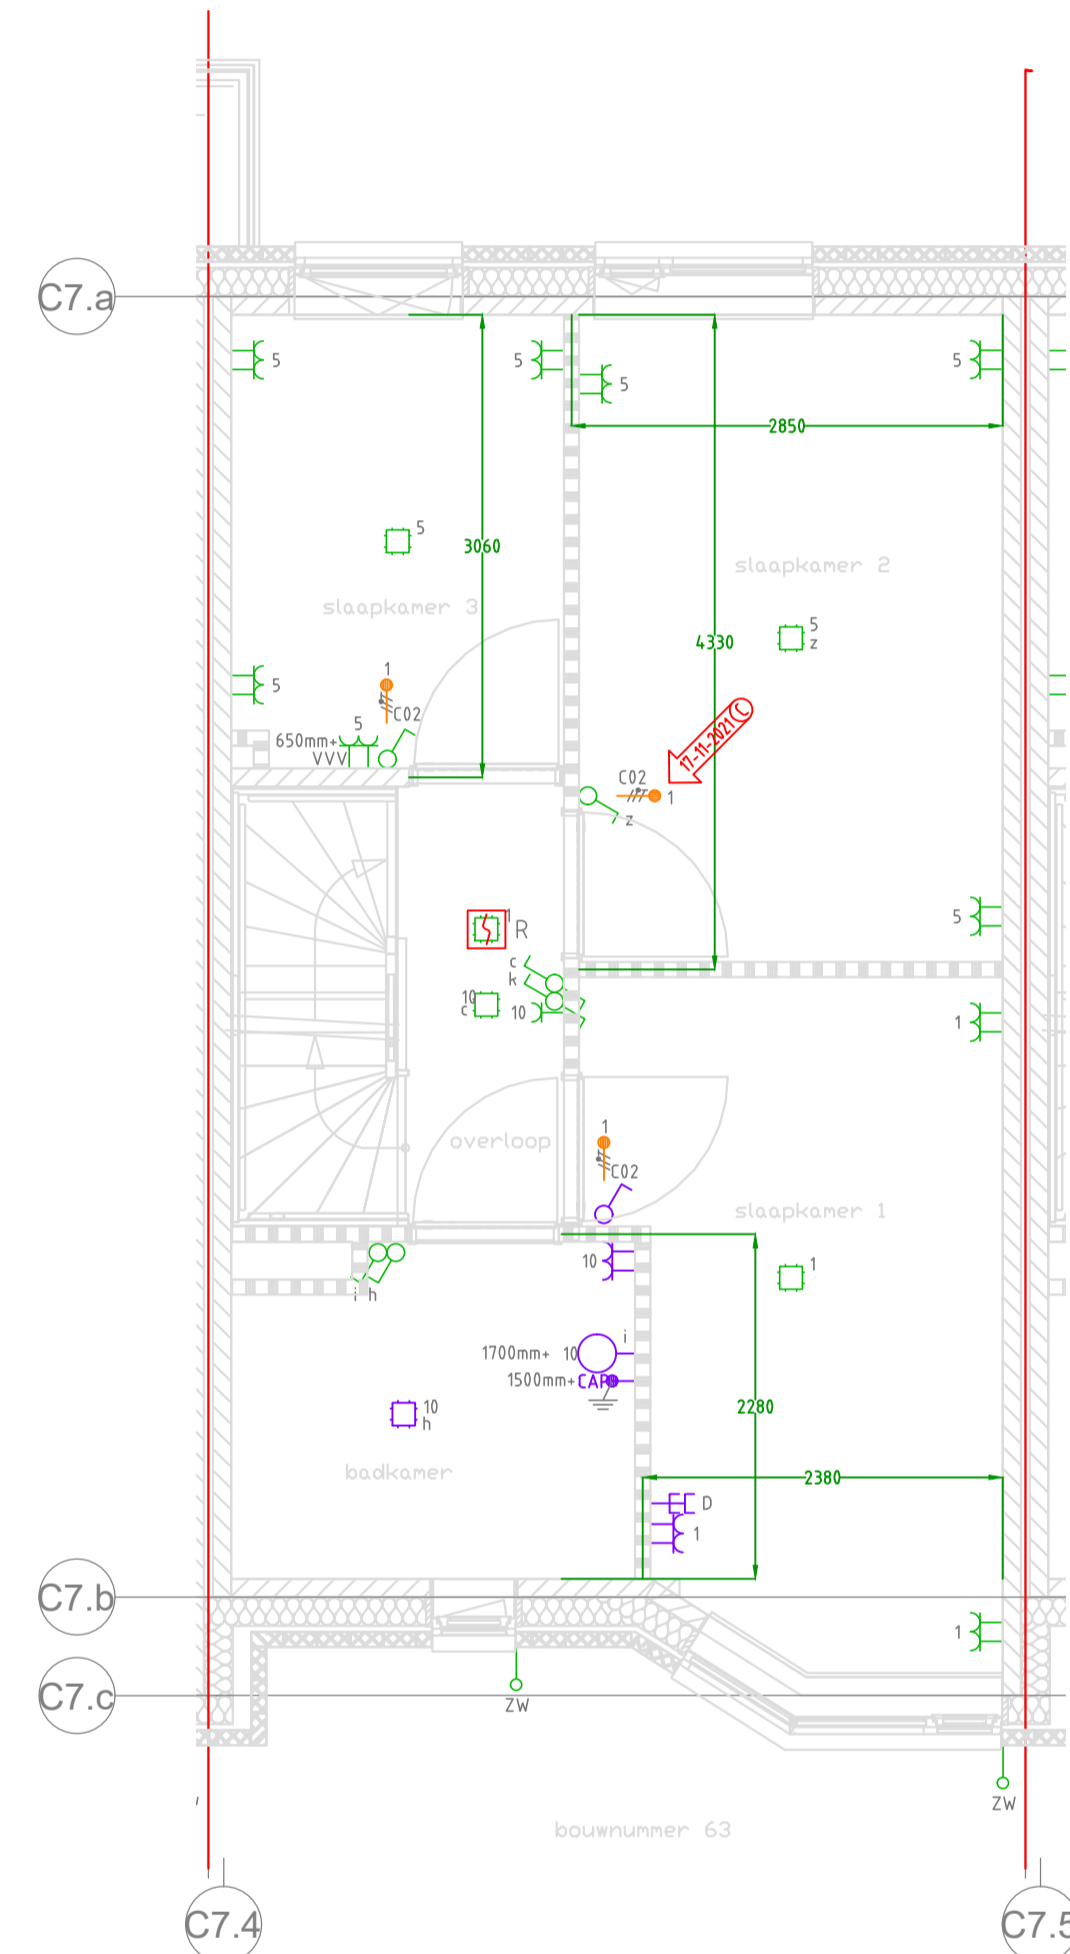 C7.a
5
5
5
5
2850
5
3060
slaapkamer 2
slaapkamer 3
5
z
4330
1
5
C02
5
650mm+
VVV
17-11-2021 C
C02
1
z
1
R
5
c
k
10
c
10
1
1
overloop
C02
slaapkamer 1
10
1
i h
i
1700mm+ 10
1500mm+ CAP
2280
10
h
badkamer
2380
D
1
C7.b
1
C7.c
ZW
ZW
bouwnummer 63
C7.4
C7.5